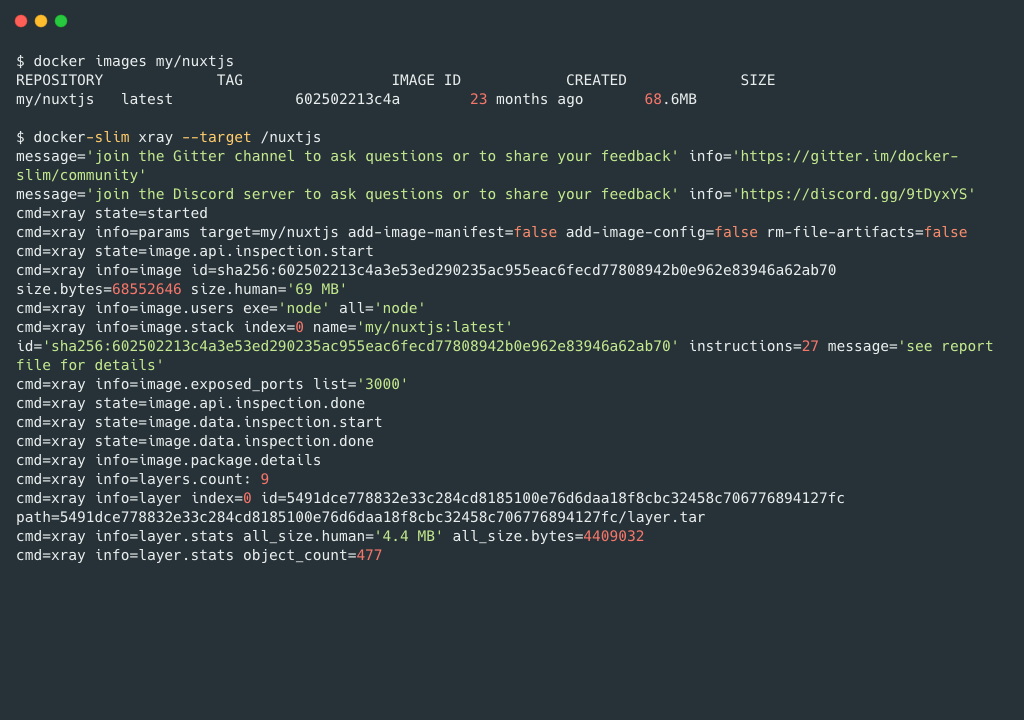 $ docker images my/nuxtjs
REPOSITORY             TAG                 IMAGE ID            CREATED             SIZE
my/nuxtjs   latest              602502213c4a        23 months ago       68.6MB

$ docker-slim xray --target /nuxtjs
message='join the Gitter channel to ask questions or to share your feedback' info='https://gitter.im/docker-
slim/community'
message='join the Discord server to ask questions or to share your feedback' info='https://discord.gg/9tDyxYS'
cmd=xray state=started
cmd=xray info=params target=my/nuxtjs add-image-manifest=false add-image-config=false rm-file-artifacts=false
cmd=xray state=image.api.inspection.start
cmd=xray info=image id=sha256:602502213c4a3e53ed290235ac955eac6fecd77808942b0e962e83946a62ab70
size.bytes=68552646 size.human='69 MB'
cmd=xray info=image.users exe='node' all='node'
cmd=xray info=image.stack index=0 name='my/nuxtjs:latest'
id='sha256:602502213c4a3e53ed290235ac955eac6fecd77808942b0e962e83946a62ab70' instructions=27 message='see report
file for details'
cmd=xray info=image.exposed_ports list='3000'
cmd=xray state=image.api.inspection.done
cmd=xray state=image.data.inspection.start
cmd=xray state=image.data.inspection.done
cmd=xray info=image.package.details
cmd=xray info=layers.count: 9
cmd=xray info=layer index=0 id=5491dce778832e33c284cd8185100e76d6daa18f8cbc32458c706776894127fc
path=5491dce778832e33c284cd8185100e76d6daa18f8cbc32458c706776894127fc/layer.tar
cmd=xray info=layer.stats all_size.human='4.4 MB' all_size.bytes=4409032
cmd=xray info=layer.stats object_count=477